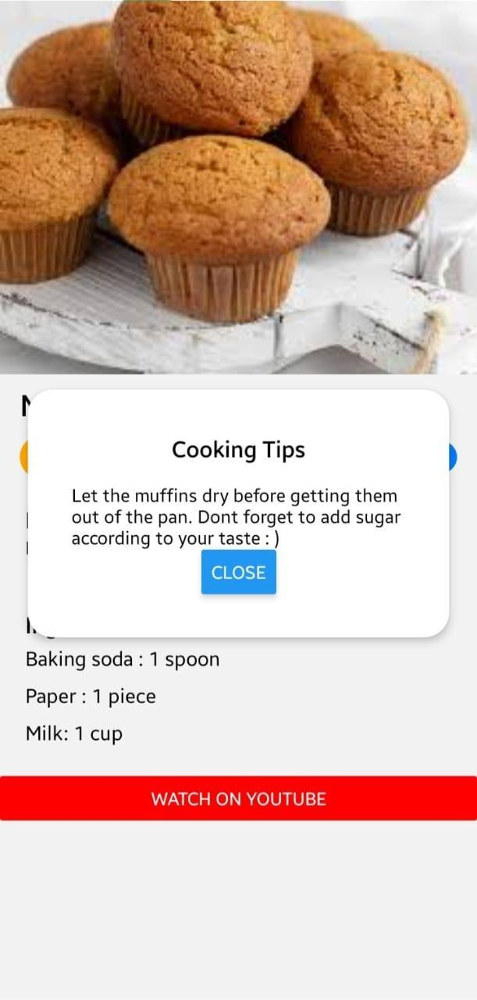 Cooking Tips
Let the muffins dry before getting them
out of the pan. Dont forget to add sugar
according to your taste : )
CLOSE
Baking soda : 1 spoon
Paper : 1 piece
Milk: 1 cup
WATCH ON YOUTUBE